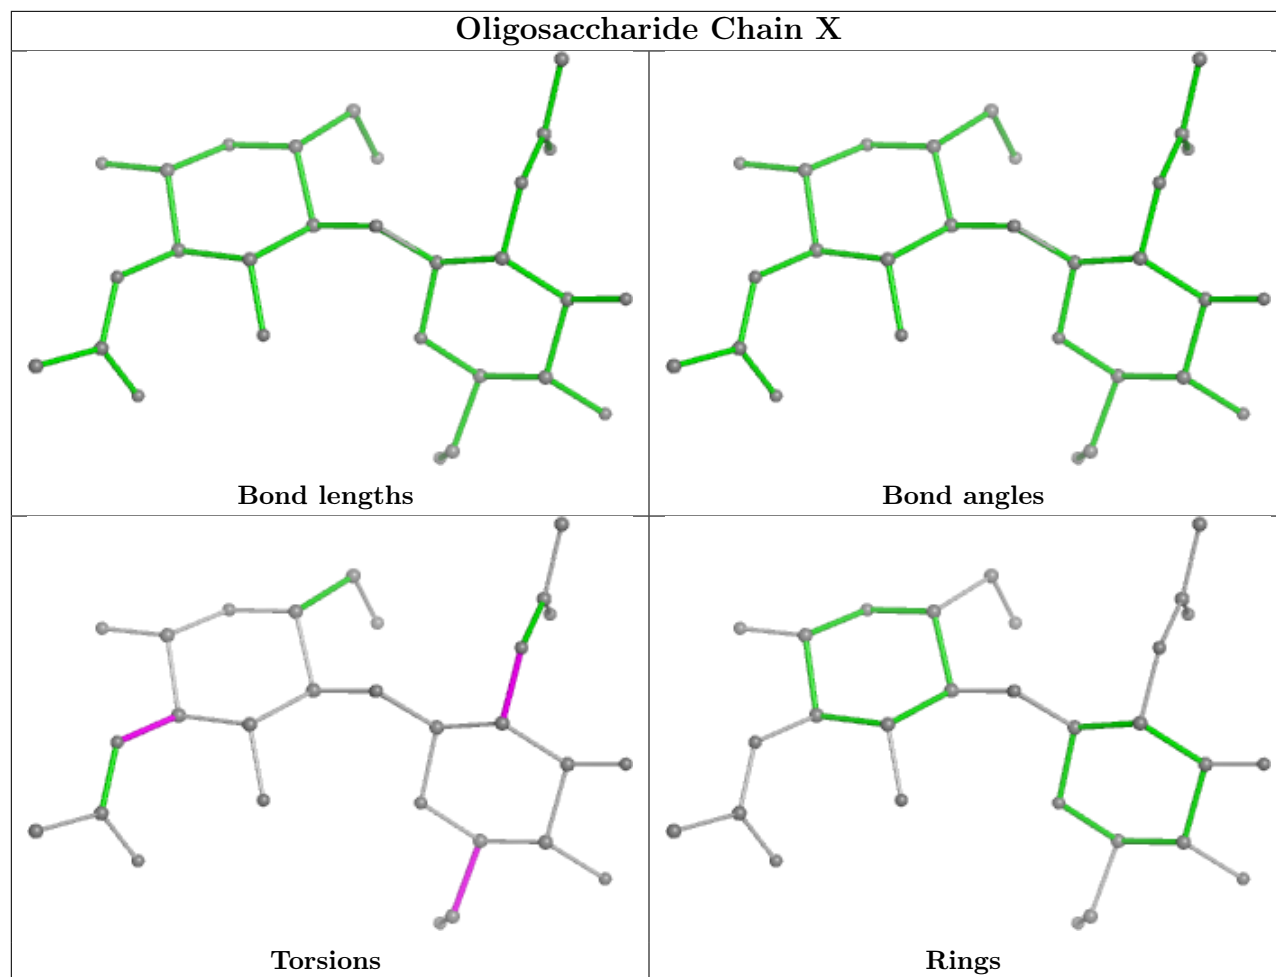 Oligosaccharide Chain X
Bond lengths
Bond angles
Torsions
Rings